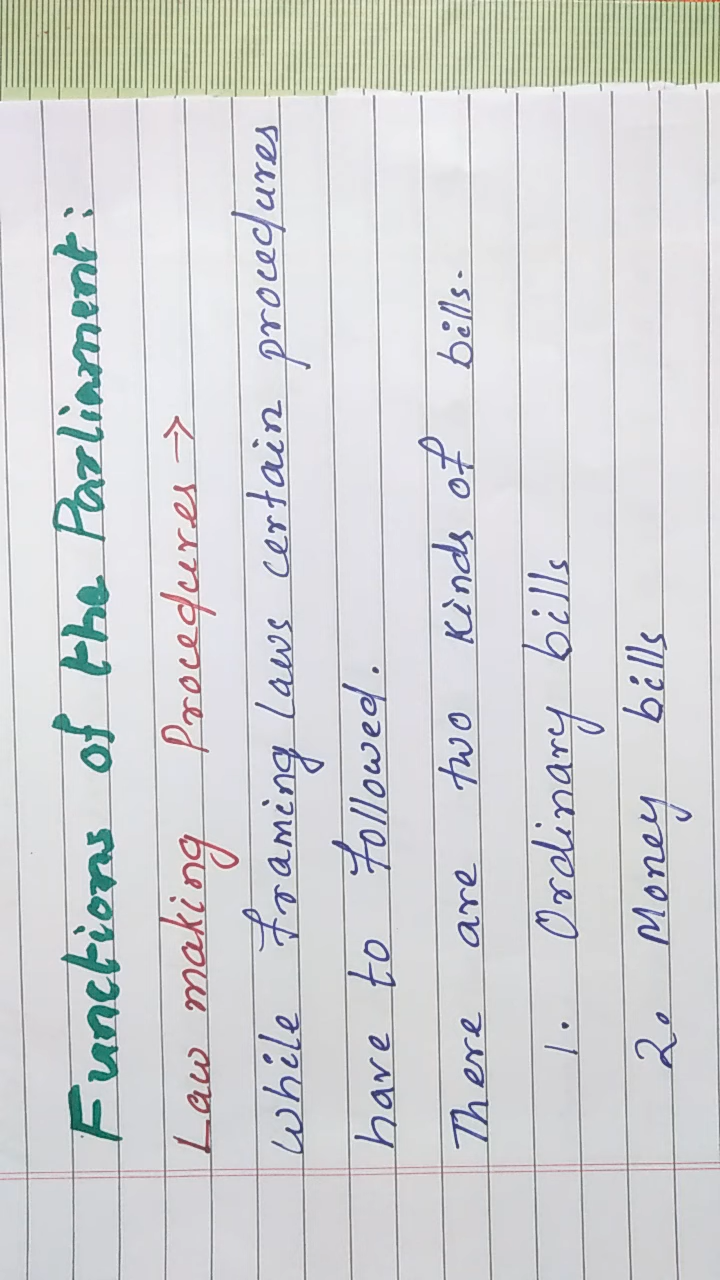 Functions of the Parliament:
Law making Procedures →
While framing laws certain procedures
have to followed.
There are two kinds of bills.
1. Ordinary bills
2. Money bills